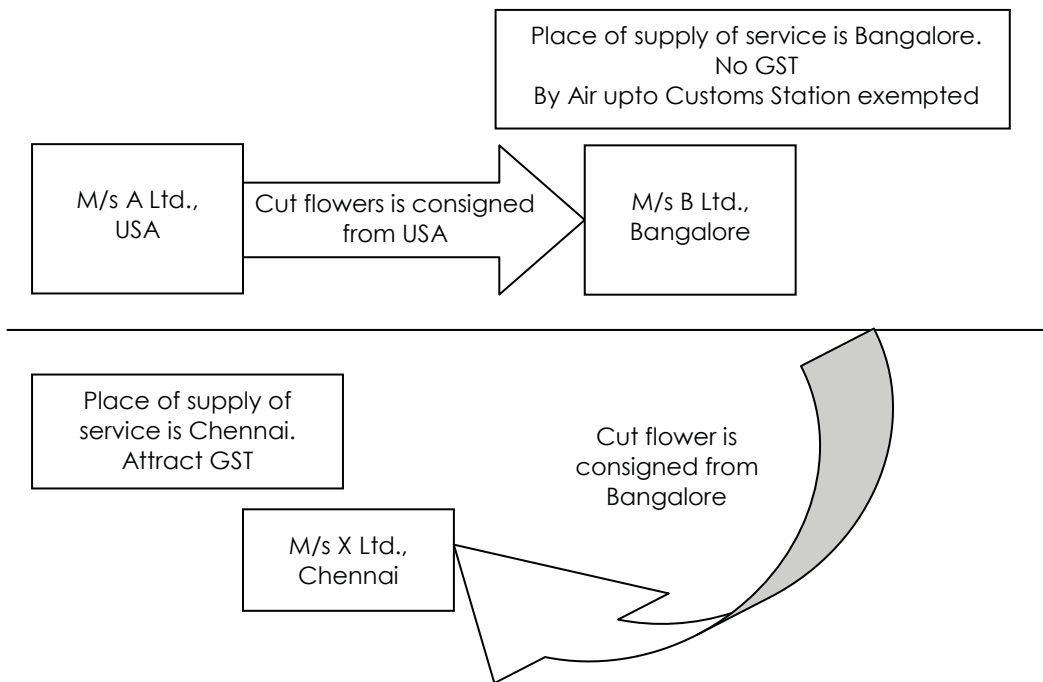 Place of supply of service is Bangalore.
No GST
By Air upto Customs Station exempted
M/s A Ltd.,
USA
Cut flowers is consigned
from USA
M/s B Ltd.,
Bangalore
Place of supply of
service is Chennai.
Attract GST
Cut flower is
consigned from
Bangalore
M/s X Ltd.,
Chennai